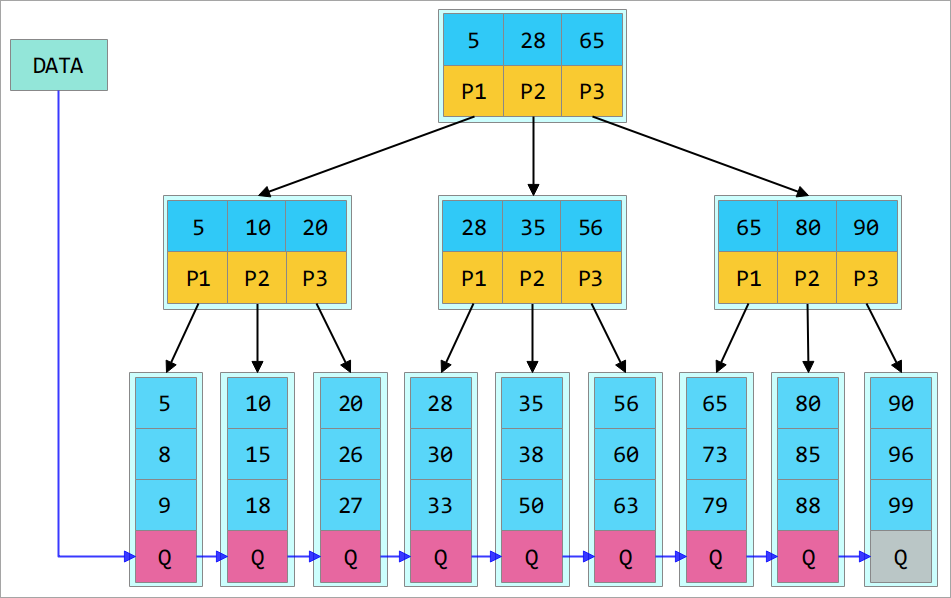 5 28 65
DATA
P1 P2 P3
5 10 20 28 35 56 65 80 90
P1 P2 P3 P1 P2 P3 P1 P2 P3
5 10 20 28 35 56 65 80 90
8 15 26 30 38 60 73 85 96
9 18 27 33 50 63 79 88 99
Q Q Q Q Q Q Q Q Q